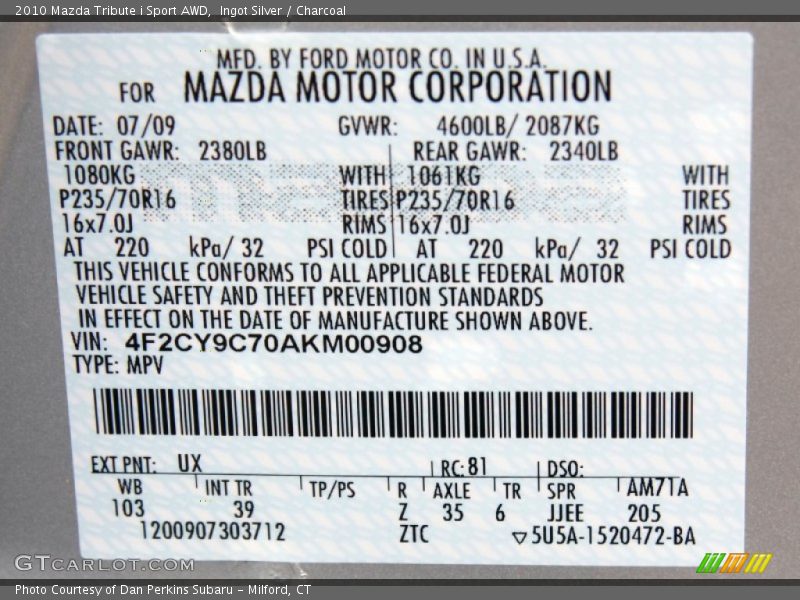 2010 Mazda Tribute i Sport AWD,  Ingot Silver / Charcoal
MFD. BY FORD MOTOR CO. IN U.S.A.
FOR MAZDA MOTOR CORPORATION
DATE: 07/09 GVWR: 4600LB/ 2087KG
FRONT GAWR: 2380LB REAR GAWR: 2340LB
1080KG WITH 1061KG WITH
P235/70R16 TIRES P235/70R16 TIRES
16x7.0J RIMS 16x7.0J RIMS
AT 220 kPa/ 32 PSI COLD AT 220 kPa/ 32 PSI COLD
THIS VEHICLE CONFORMS TO ALL APPLICABLE FEDERAL MOTOR
VEHICLE SAFETY AND THEFT PREVENTION STANDARDS
IN EFFECT ON THE DATE OF MANUFACTURE SHOWN ABOVE.
VIN: 4F2CY9C70AKM00908
TYPE: MPV
EXT PNT: UX RC: 81 DSO:
WB INT TR TP/PS R AXLE TR SPR AM71A
103 39 Z 35 6 JJEE 205
1200907303712 ZTC ▽5U5A-1520472-BA
GTCARLOT.COM
Photo Courtesy of Dan Perkins Subaru – Milford, CT